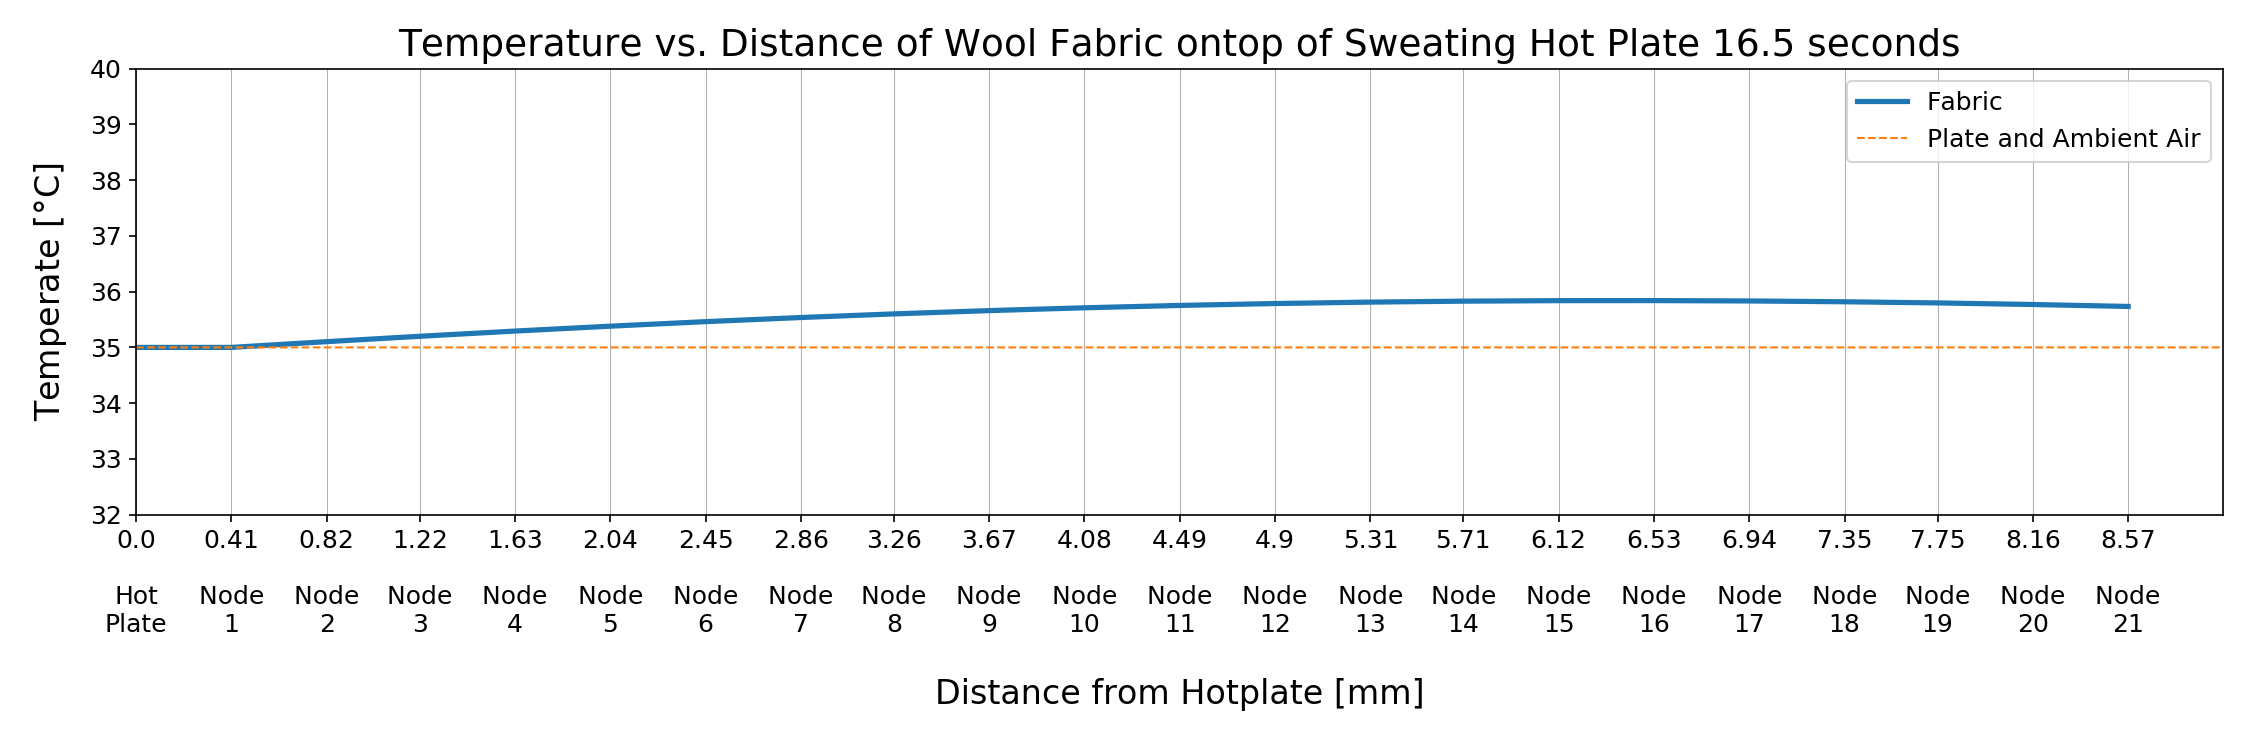 Temperature vs. Distance of Wool Fabric ontop of Sweating Hot Plate 16.5 seconds
Temperate [°C]
40
39
38
37
36
35
34
33
32
Fabric
Plate and Ambient Air
0.0 0.41 0.82 1.22 1.63 2.04 2.45 2.86 3.26 3.67 4.08 4.49 4.9 5.31 5.71 6.12 6.53 6.94 7.35 7.75 8.16 8.57
Hot Node Node Node Node Node Node Node Node Node Node Node Node Node Node Node Node Node Node Node Node Node
Plate 1 2 3 4 5 6 7 8 9 10 11 12 13 14 15 16 17 18 19 20 21
Distance from Hotplate [mm]